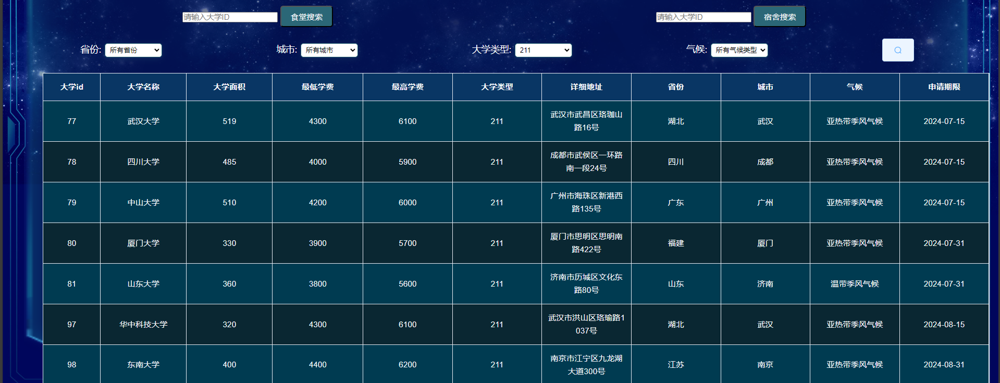 请输入大学ID 食堂搜索 请输入大学ID 宿舍搜索
省份: 所有省份 城市: 所有城市 大学类型: 211 气候: 所有气候类型
大学id 大学名称 大学面积 最低学费 最高学费 大学类型 详细地址 省份 城市 气候 申请期限
77 武汉大学 519 4300 6100 211 武汉市武昌区珞珈山
路16号 湖北 武汉 亚热带季风气候 2024-07-15
78 四川大学 485 4000 5900 211 成都市武侯区一环路
南一段24号 四川 成都 亚热带季风气候 2024-07-15
79 中山大学 510 4200 6000 211 广州市海珠区新港西
路135号 广东 广州 亚热带季风气候 2024-07-15
80 厦门大学 330 3900 5700 211 厦门市思明区思明南
路422号 福建 厦门 亚热带季风气候 2024-07-31
81 山东大学 360 3800 5600 211 济南市历城区文化东
路80号 山东 济南 温带季风气候 2024-07-31
97 华中科技大学 320 4300 6100 211 武汉市洪山区珞瑜路1
037号 湖北 武汉 亚热带季风气候 2024-08-15
98 东南大学 400 4400 6200 211 南京市江宁区九龙湖
大道300号 江苏 南京 亚热带季风气候 2024-08-31